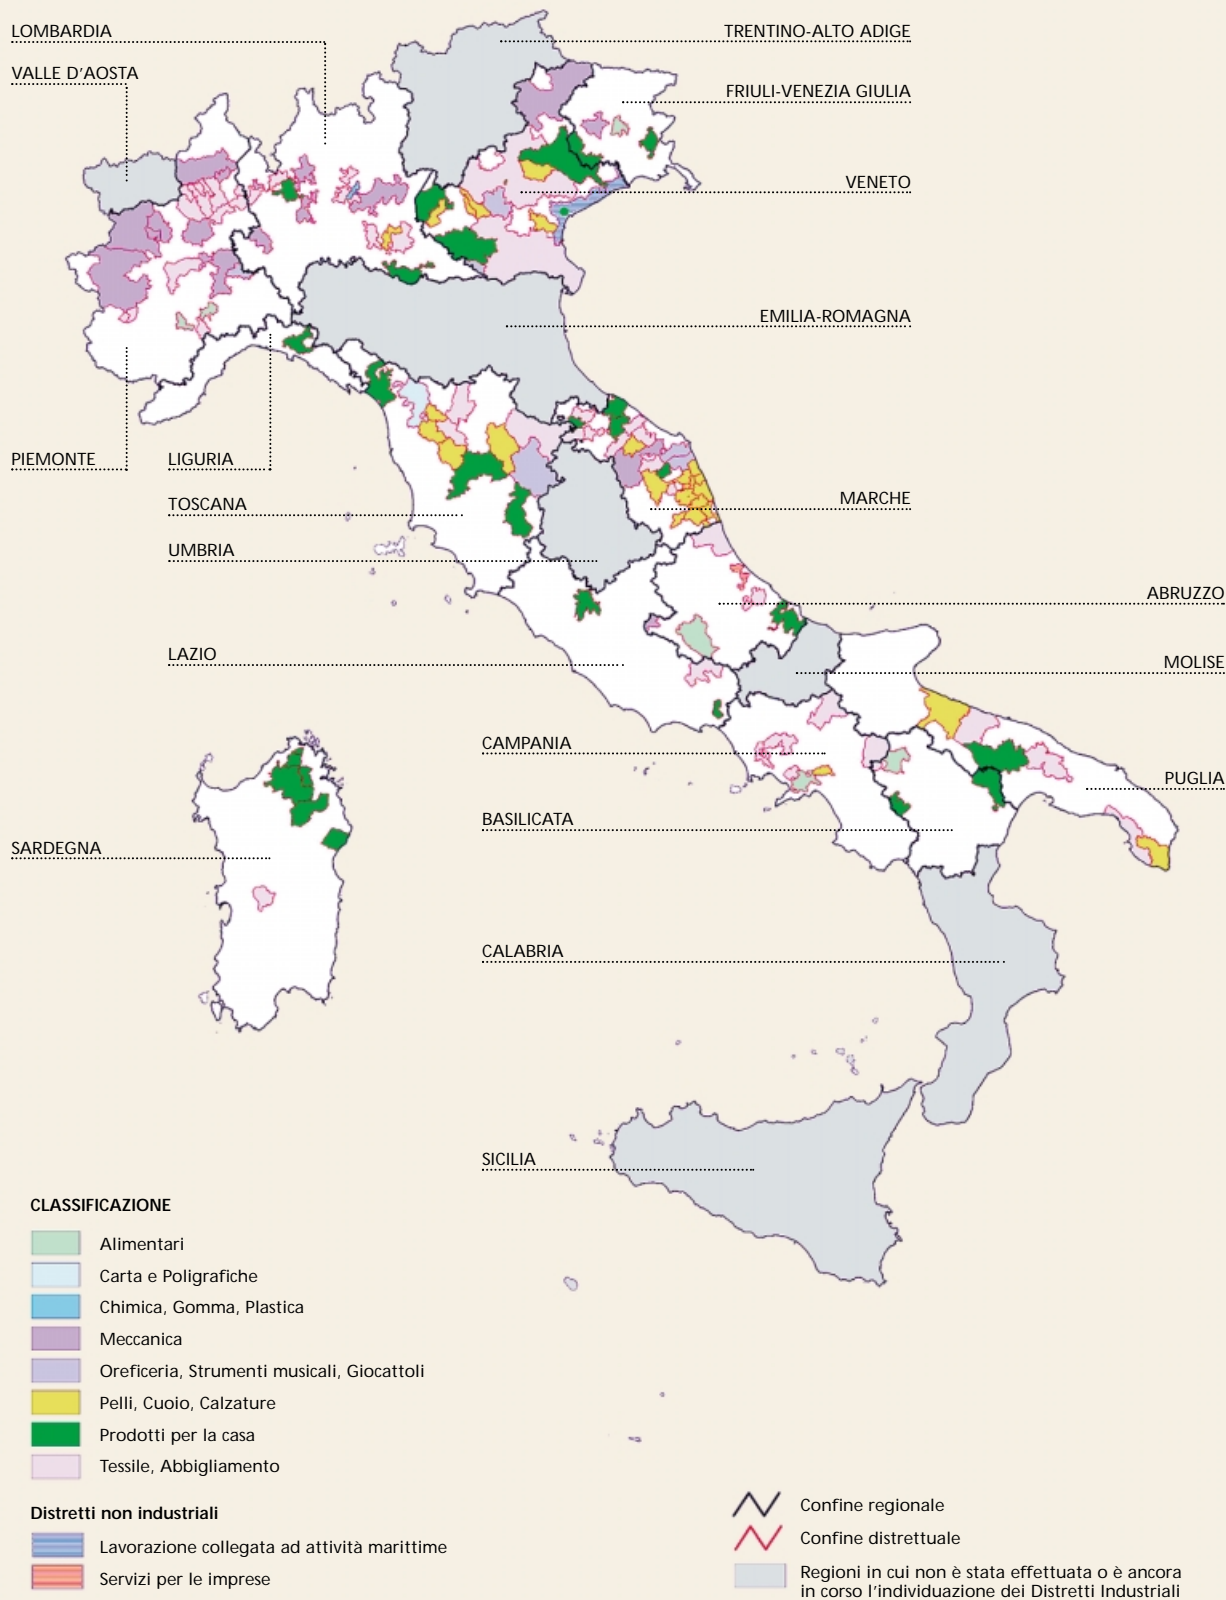 LOMBARDIA
TRENTINO-ALTO ADIGE
VALLE D'AOSTA
FRIULI-VENEZIA GIULIA
VENETO
EMILIA-ROMAGNA
PIEMONTE
LIGURIA
TOSCANA
MARCHE
UMBRIA
ABRUZZO
LAZIO
MOLISE
CAMPANIA
PUGLIA
BASILICATA
SARDEGNA
CALABRIA
SICILIA
CLASSIFICAZIONE
Alimentari
Carta e Poligrafiche
Chimica, Gomma, Plastica
Meccanica
Oreficeria, Strumenti musicali, Giocattoli
Pelli, Cuoio, Calzature
Prodotti per la casa
Tessile, Abbigliamento
Distretti non industriali
Lavorazione collegata ad attività marittime
Servizi per le imprese
Confine regionale
Confine distrettuale
Regioni in cui non è stata effettuata o è ancora
in corso l'individuazione dei Distretti Industriali